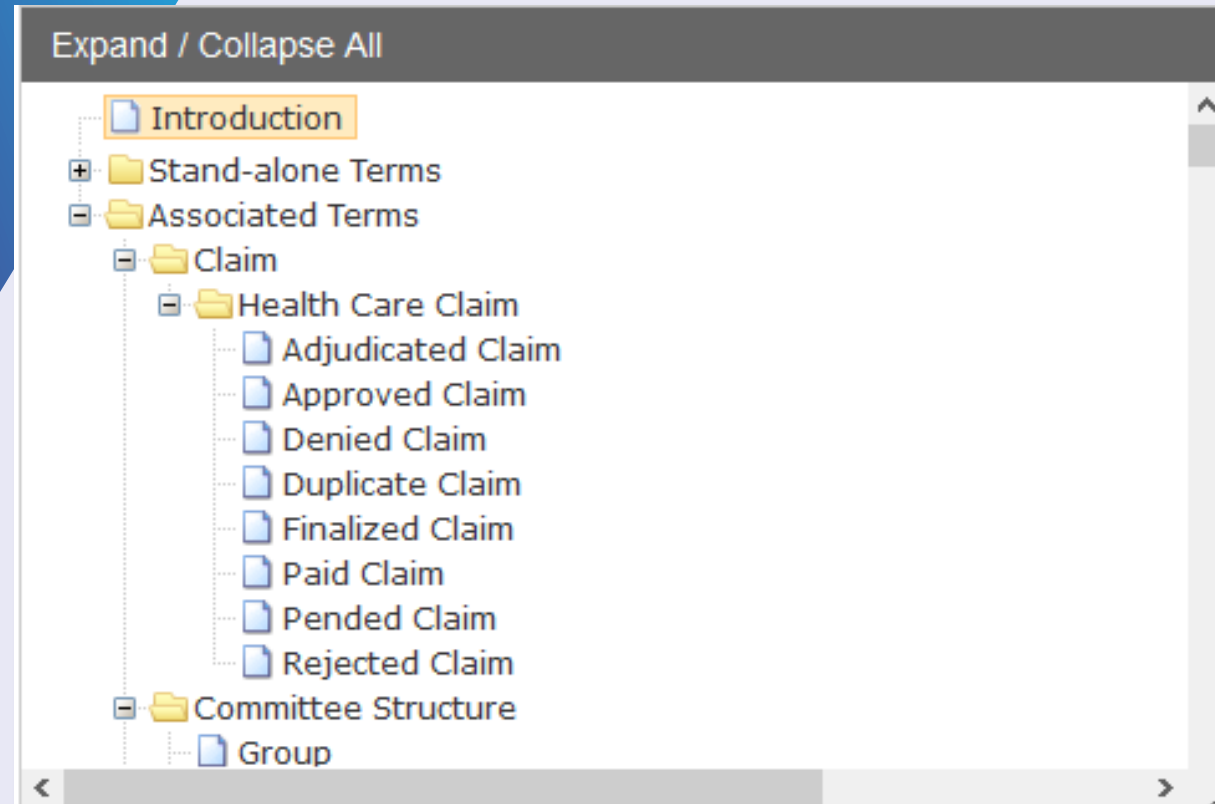 Expand / Collapse All
Introduction
Stand-alone Terms
Associated Terms
Claim
Health Care Claim
Adjudicated Claim
Approved Claim
Denied Claim
Duplicate Claim
Finalized Claim
Paid Claim
Pended Claim
Rejected Claim
Committee Structure
Group